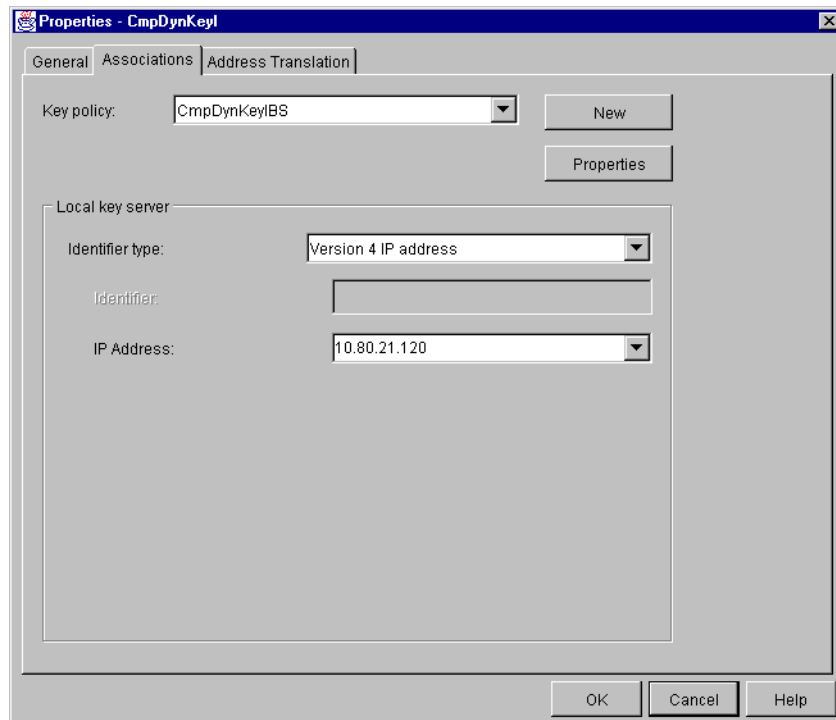 Properties - CmpDynKeyI
General Associations Address Translation
Key policy: CmpDynKeyIBS New
Properties
Local key server
Identifier type: Version 4 IP address
Identifier:
IP Address: 10.80.21.120
OK Cancel Help